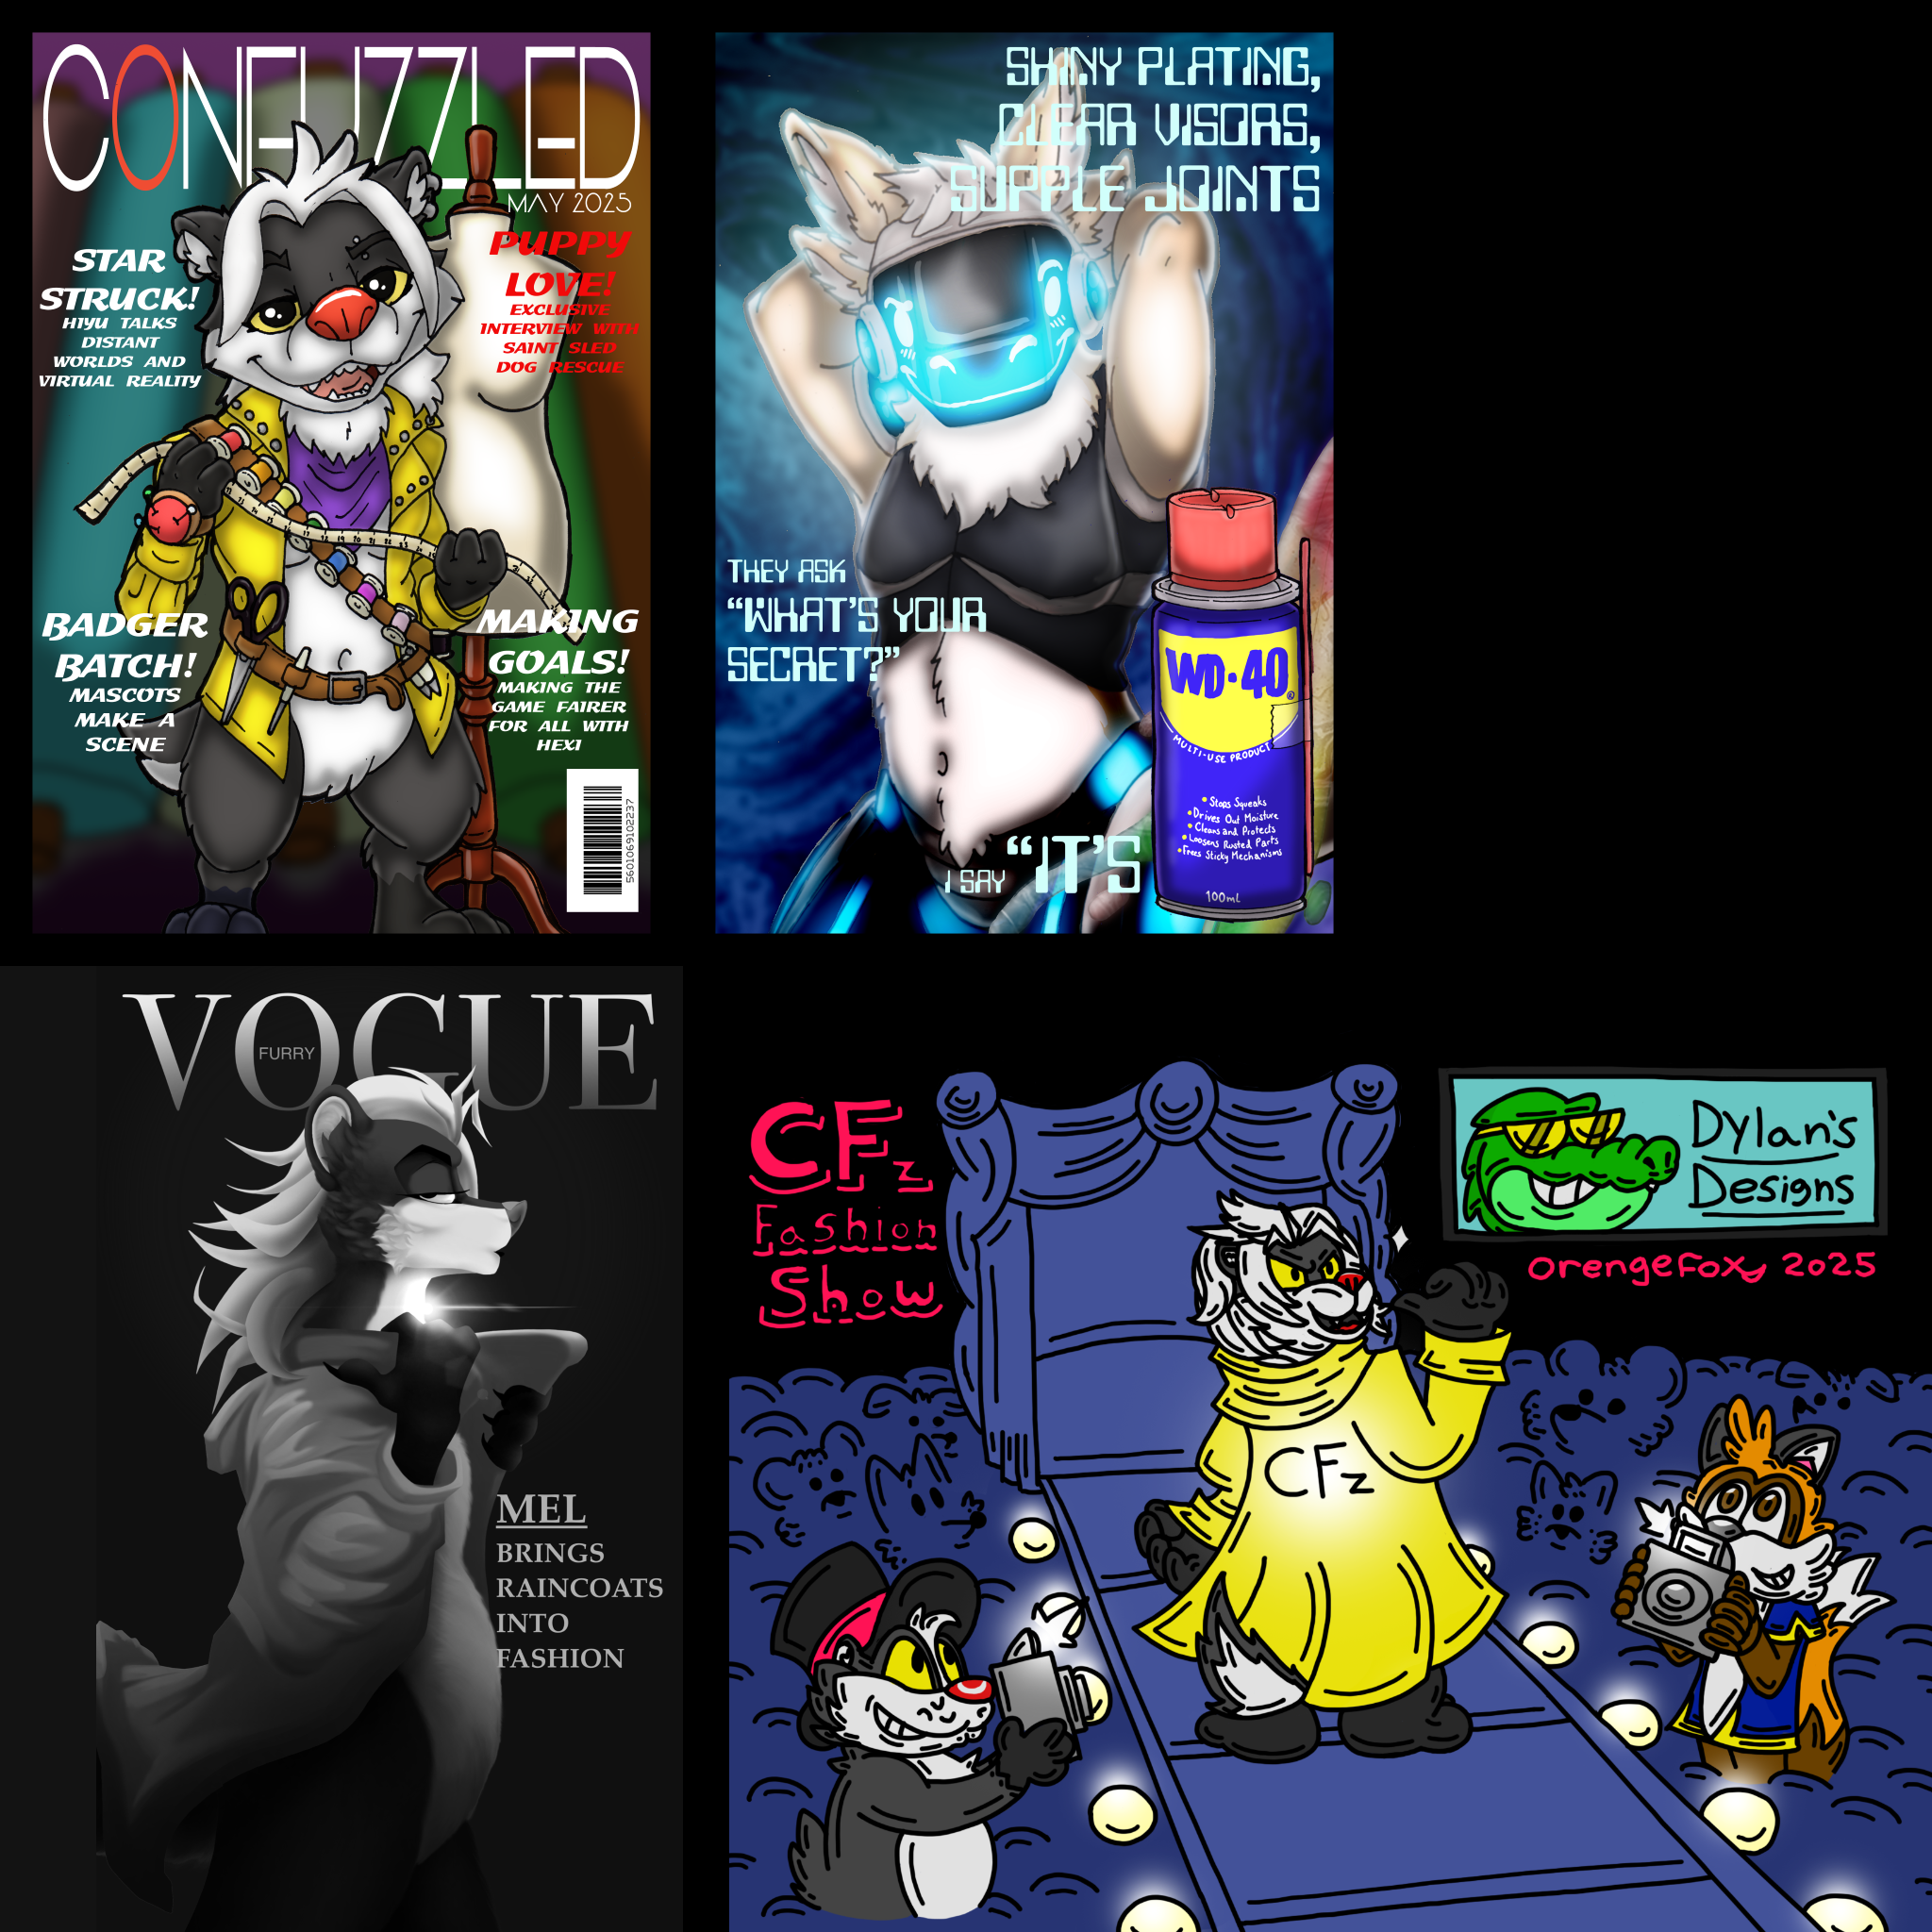 CONFUZZLED
MAY 2025
STAR
STRUCK!
HIYU TALKS
DISTANT
WORLDS AND
VIRTUAL REALITY
PUPPY
LOVE!
EXCLUSIVE
INTERVIEW WITH
SAINT SLED
DOG RESCUE
BADGER
BATCH!
MASCOTS
MAKE A
SCENE
MAKING
GOALS!
MAKING THE
GAME FAIRER
FOR ALL WITH
HEXI
5601069102237
SHINY PLATING,
CLEAR VISORS,
SUPPLE JOINTS
THEY ASK
“WHAT'S YOUR
SECRET?”
I SAY “IT'S
WD-40®
MULTI-USE PRODUCT
• Stops Squeaks
• Drives Out Moisture
• Cleans and Protects
• Loosens Rusted Parts
• Frees Sticky Mechanisms
100ml
VOGUE
FURRY
MEL
BRINGS
RAINCOATS
INTO
FASHION
CFz
Fashion
Show
CFz
Dylan's
Designs
OrengeFox 2025